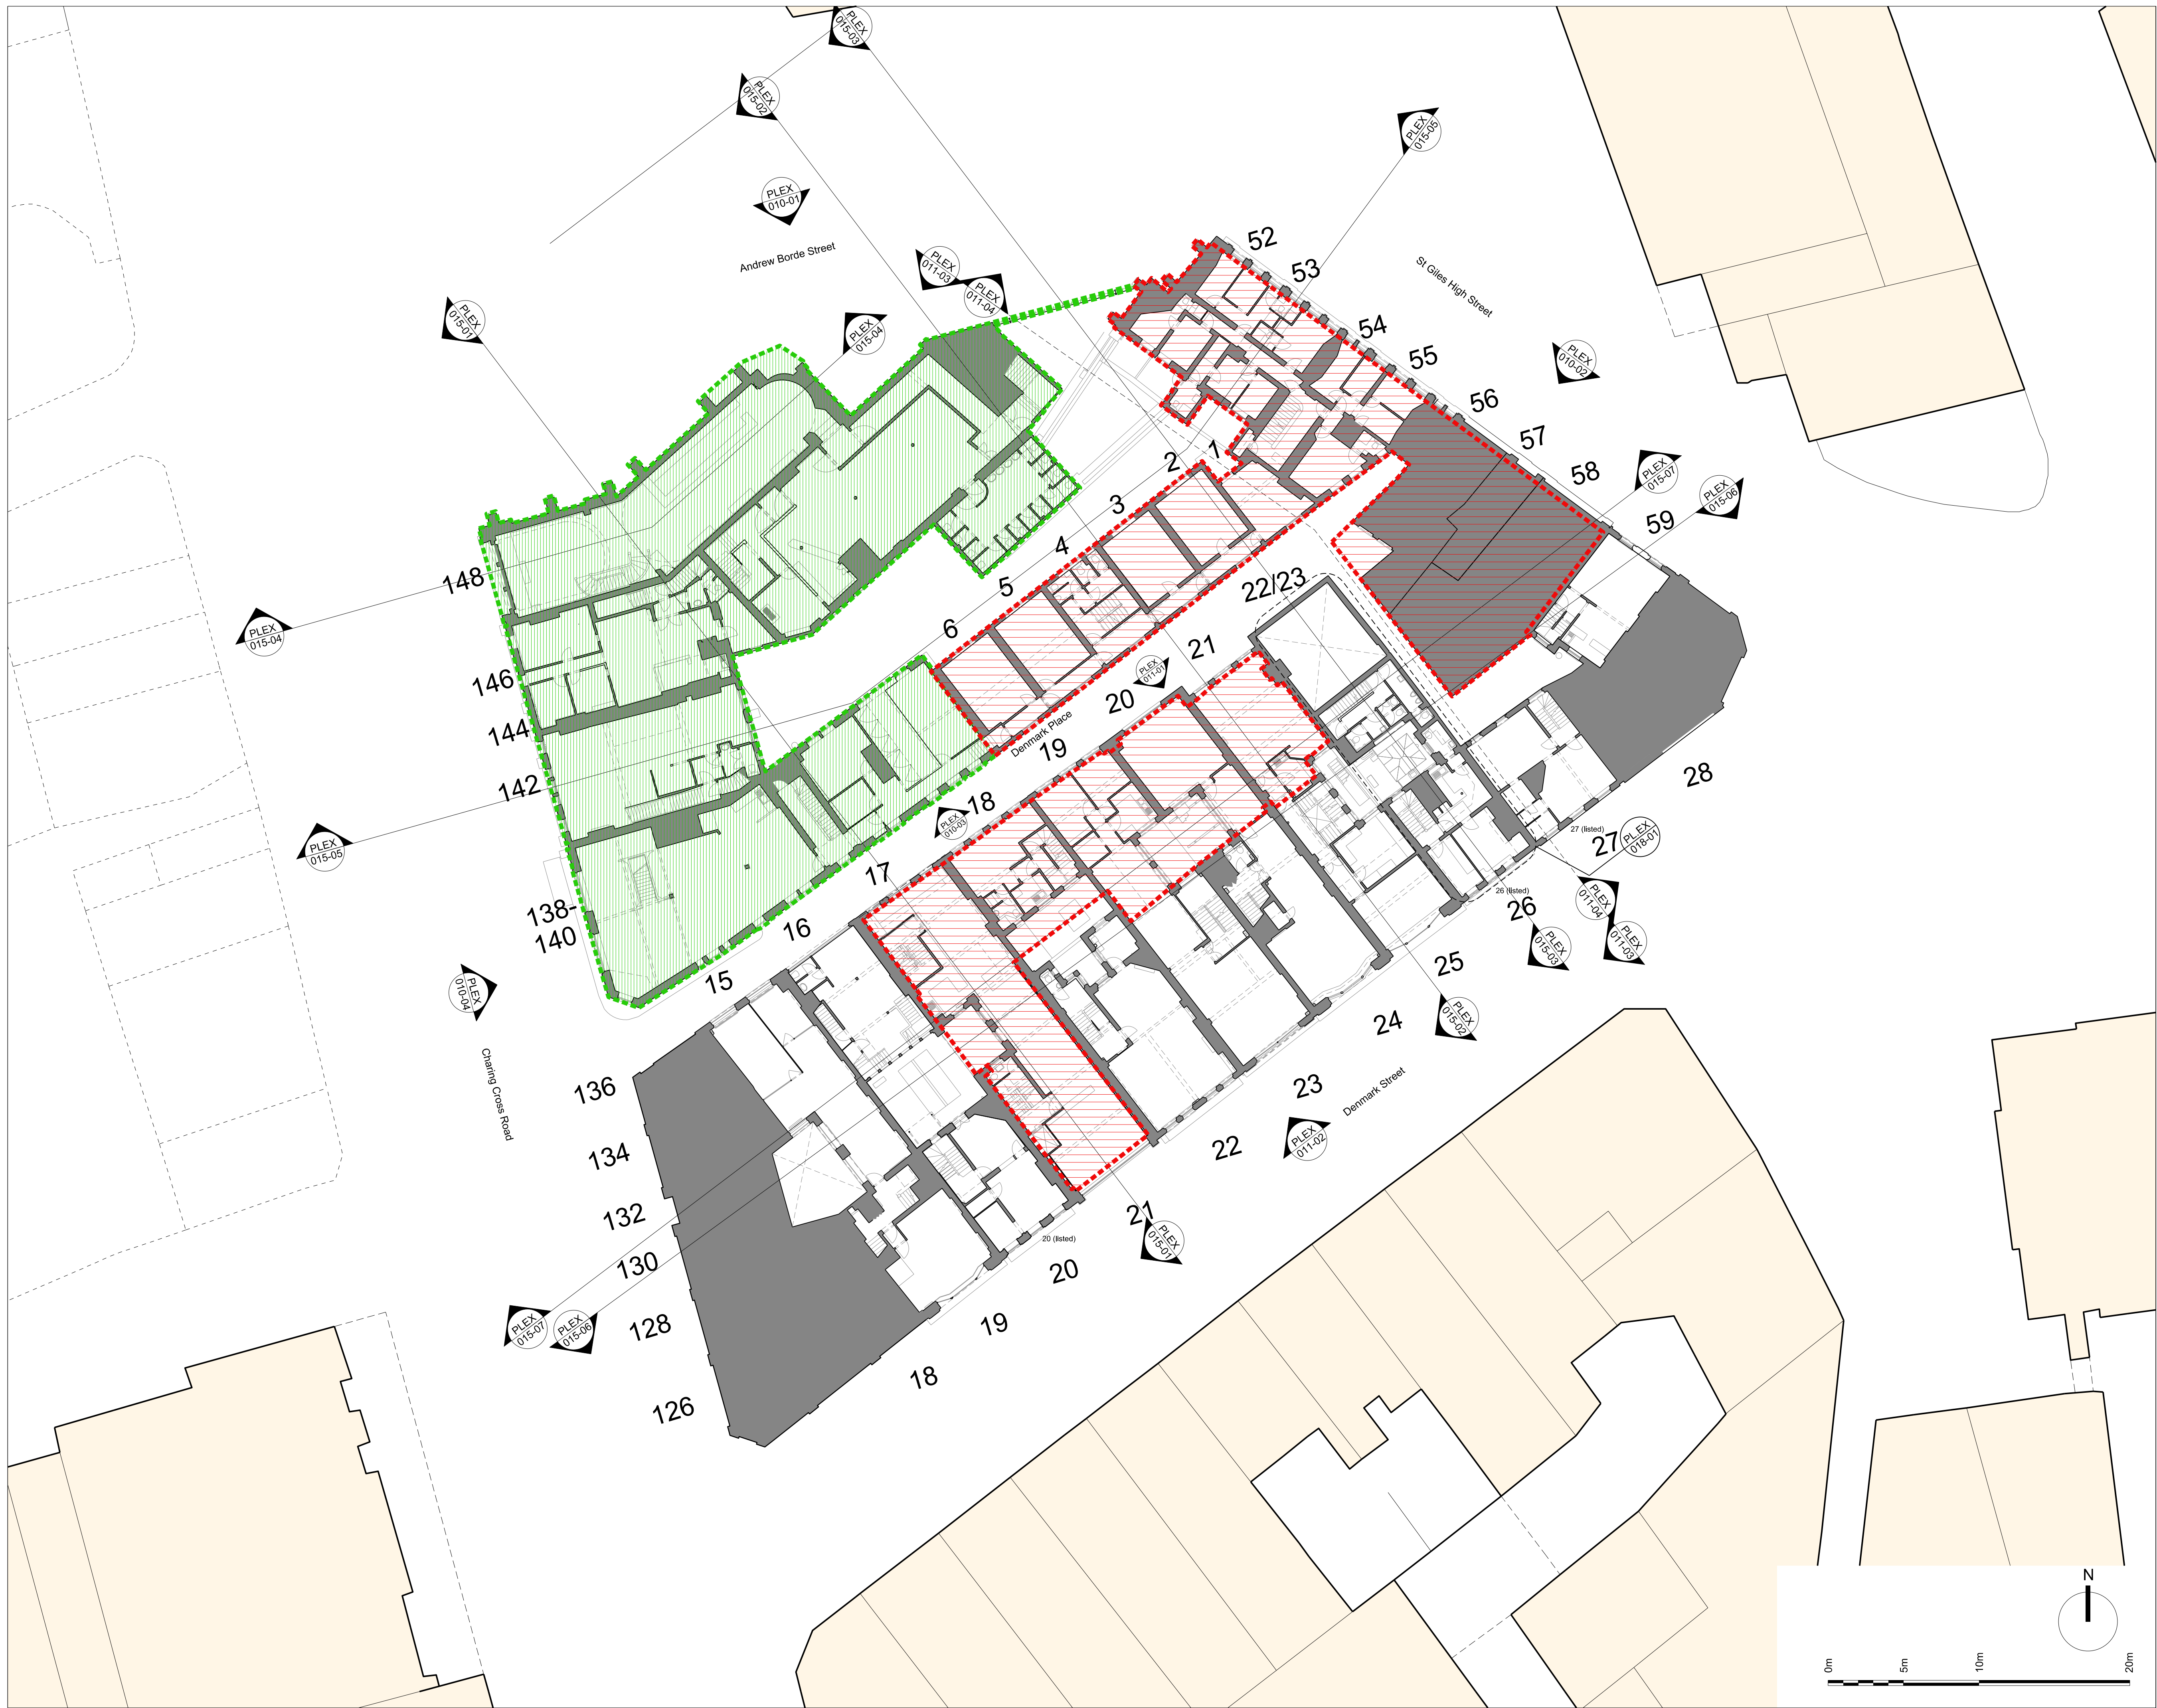 PLEX
015-03
PLEX
015-02
PLEX
015-05
PLEX
010-01
Andrew Borde Street
PLEX
011-03
PLEX
011-04
52
53
54
55
56
57
58
59
St Giles High Street
PLEX
015-01
PLEX
015-04
PLEX
010-02
PLEX
015-07
PLEX
015-06
1
2
3
4
5
6
148
146
144
142
138-
140
PLEX
015-04
PLEX
015-05
22/23
21
20
19
18
17
16
15
PLEX
011-01
Denmark Place
PLEX
010-03
28
27 (listed)
27
PLEX
018-01
26 (listed)
26
PLEX
011-04
PLEX
011-03
PLEX
015-03
25
PLEX
015-02
24
23
22
21
20 (listed)
20
19
18
Denmark Street
PLEX
011-02
PLEX
015-01
PLEX
010-04
Charing Cross Road
136
134
132
130
128
126
PLEX
015-07
PLEX
015-06
N
0m
5m
10m
20m